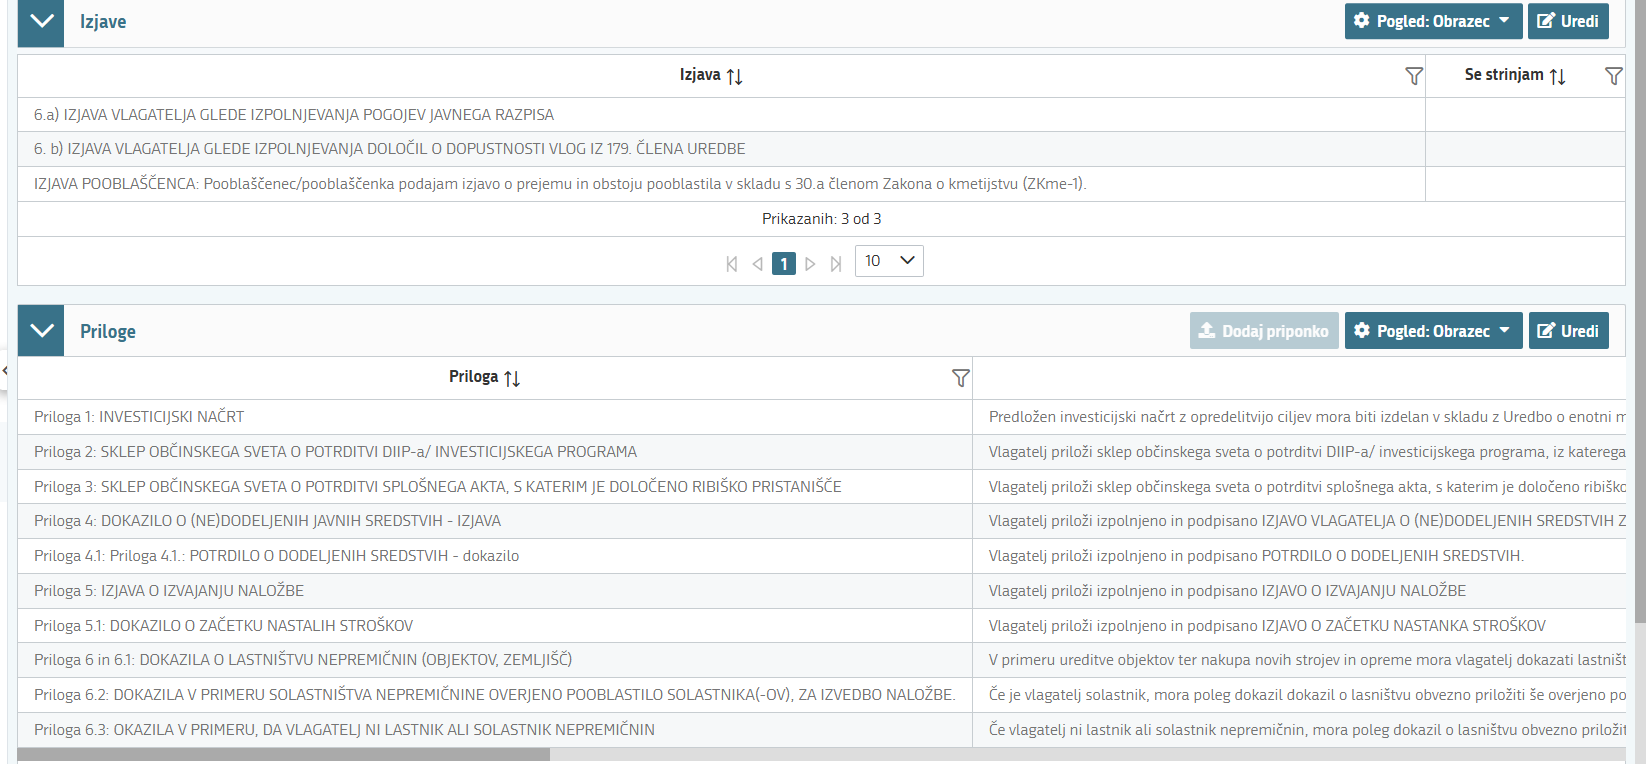 Izjave
Pogled: Obrazec
Uredi
Izjava
Se strinjam
6.a) IZJAVA VLAGATELJA GLEDE IZPOLNJEVANJA POGOJEV JAVNEGA RAZPISA
6. b) IZJAVA VLAGATELJA GLEDE IZPOLNJEVANJA DOLOČIL O DOPUSTNOSTI VLOG IZ 179. ČLENA UREDBE
IZJAVA POOBLAŠČENCA: Pooblaščenec/pooblaščenka podajam izjavo o prejemu in obstoju pooblastila v skladu s 30.a členom Zakona o kmetijstvu (ZKme-1).
Prikazanih: 3 od 3
1
10
Priloge
Dodaj priponko
Pogled: Obrazec
Uredi
Priloga
Priloga 1: INVESTICIJSKI NAČRT
Predložen investicijski načrt z opredelitvijo ciljev mora biti izdelan v skladu z Uredbo o enotni
Priloga 2: SKLEP OBČINSKEGA SVETA O POTRDITVI DIIP-a/ INVESTICIJSKEGA PROGRAMA
Vlagatelj priloži sklep občinskega sveta o potrditvi DIIP-a/ investicijskega programa, iz katerega
Priloga 3: SKLEP OBČINSKEGA SVETA O POTRDITVI SPLOŠNEGA AKTA, S KATERIM JE DOLOČENO RIBIŠKO PRISTANIŠČE
Vlagatelj priloži sklep občinskega sveta o potrditvi splošnega akta, s katerim je določeno ribiško
Priloga 4: DOKAZILO O (NE)DODELJENIH JAVNIH SREDSTVIH - IZJAVA
Vlagatelj priloži izpolnjeno in podpisano IZJAVO VLAGATELJA O (NE)DODELJENIH SREDSTVIH Z
Priloga 4.1: Priloga 4.1.: POTRDILO O DODELJENIH SREDSTVIH - dokazilo
Vlagatelj priloži izpolnjeno in podpisano POTRDILO O DODELJENIH SREDSTVIH.
Priloga 5: IZJAVA O IZVAJANJU NALOŽBE
Vlagatelj priloži izpolnjeno in podpisano IZJAVO O IZVAJANJU NALOŽBE
Priloga 5.1: DOKAZILO O ZAČETKU NASTALIH STROŠKOV
Vlagatelj priloži izpolnjeno in podpisano IZJAVO O ZAČETKU NASTANKA STROŠKOV
Priloga 6 in 6.1: DOKAZILA O LASTNIŠTVU NEPREMIČNIN (OBJEKTOV, ZEMLJIŠČ)
V primeru ureditve objektov ter nakupa novih strojev in opreme mora vlagatelj dokazati lastništ
Priloga 6.2: DOKAZILA V PRIMERU SOLASTNIŠTVA NEPREMIČNINE OVERJENO POOBLASTILO SOLASTNIKA(-OV), ZA IZVEDBO NALOŽBE.
Če je vlagatelj solastnik, mora poleg dokazil dokazil o lasništvu obvezno priložiti še overjeno po
Priloga 6.3: OKAZILA V PRIMERU, DA VLAGATELJ NI LASTNIK ALI SOLASTNIK NEPREMIČNIN
Če vlagatelj ni lastnik ali solastnik nepremičnin, mora poleg dokazil o lasništvu obvezno priložit